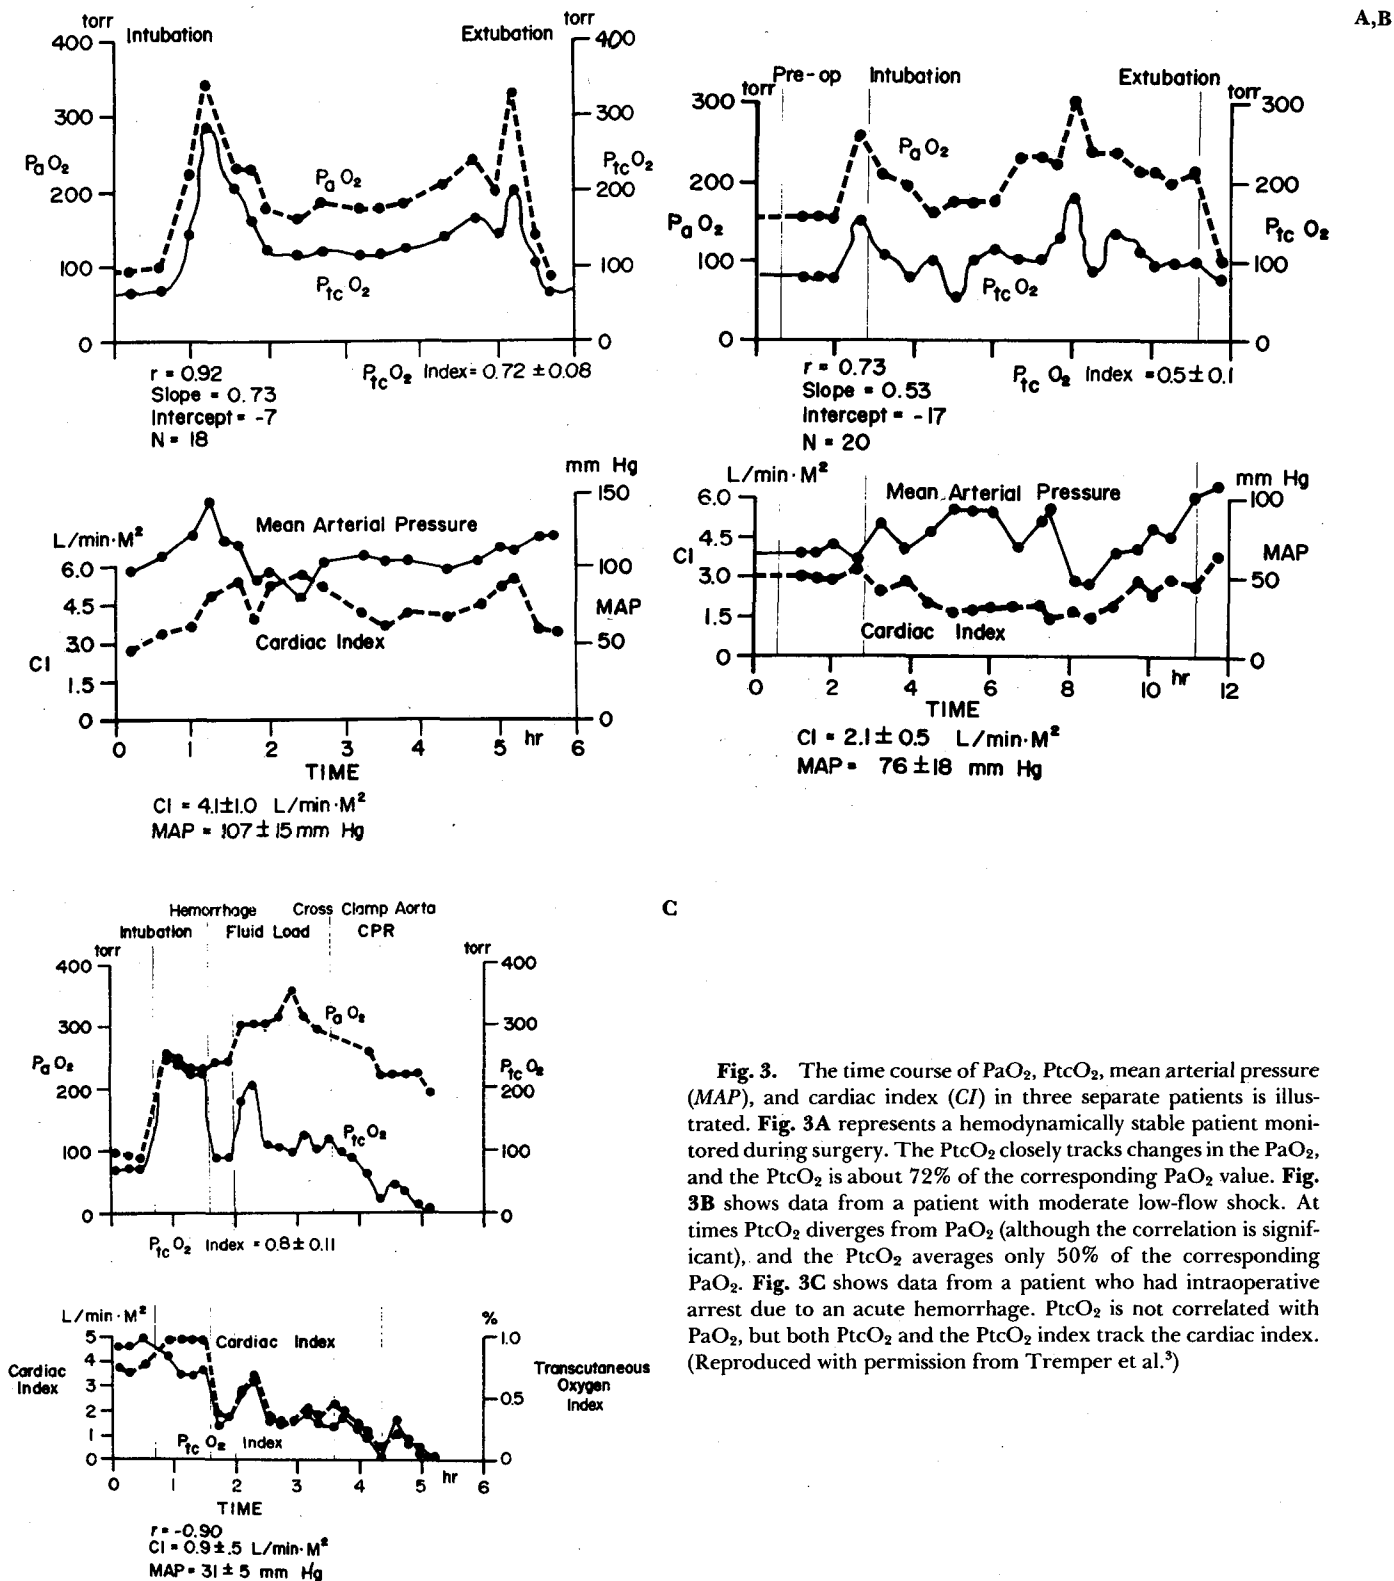 A,B
torr
torr
Intubation
Extubation
400
400
300
300
PaO2
PtcO2
200
200
PaO2
100
100
PtcO2
0
0
r = 0.92
PtcO2 Index = 0.72 ± 0.08
Slope = 0.73
Intercept = -7
N = 18
mm Hg
150
Mean Arterial Pressure
L/min·M²
6.0
100
4.5
MAP
3.0
Cardiac Index
50
CI
1.5
0
0
0 1 2 3 4 5 hr 6
TIME
CI = 4.1±1.0 L/min·M²
MAP = 107 ± 15 mm Hg
Pre-op
Intubation
Extubation
torr
torr
300
300
PaO2
200
200
PaO2
PtcO2
100
100
PtcO2
0
0
r = 0.73
PtcO2 Index = 0.5 ± 0.1
Slope = 0.53
Intercept = -17
N = 20
L/min·M²
mm Hg
6.0
Mean Arterial Pressure
100
4.5
CI
MAP
3.0
50
1.5
Cardiac Index
0
0
0 2 4 6 8 10 hr 12
TIME
CI = 2.1 ± 0.5 L/min·M²
MAP = 76 ± 18 mm Hg
C
Hemorrhage
Cross Clamp Aorta
Intubation
Fluid Load
CPR
torr
torr
400
400
PaO2
300
300
PaO2
PtcO2
200
200
PtcO2
100
100
0
0
PtcO2 Index = 0.8 ± 0.11
L/min·M²
%
5
Cardiac Index
1.0
4
Cardiac
Index
Transcutaneous
Oxygen
Index
3
0.5
2
1
PtcO2 Index
0
0
0 1 2 3 4 5 hr 6
TIME
r = -0.90
CI = 0.9 ± .5 L/min·M²
MAP = 31 ± 5 mm Hg
Fig. 3. The time course of PaO2, PtcO2, mean arterial pressure
(MAP), and cardiac index (CI) in three separate patients is illus-
trated. Fig. 3A represents a hemodynamically stable patient moni-
tored during surgery. The PtcO2 closely tracks changes in the PaO2,
and the PtcO2 is about 72% of the corresponding PaO2 value. Fig.
3B shows data from a patient with moderate low-flow shock. At
times PtcO2 diverges from PaO2 (although the correlation is signif-
icant), and the PtcO2 averages only 50% of the corresponding
PaO2. Fig. 3C shows data from a patient who had intraoperative
arrest due to an acute hemorrhage. PtcO2 is not correlated with
PaO2, but both PtcO2 and the PtcO2 index track the cardiac index.
(Reproduced with permission from Tremper et al.³)